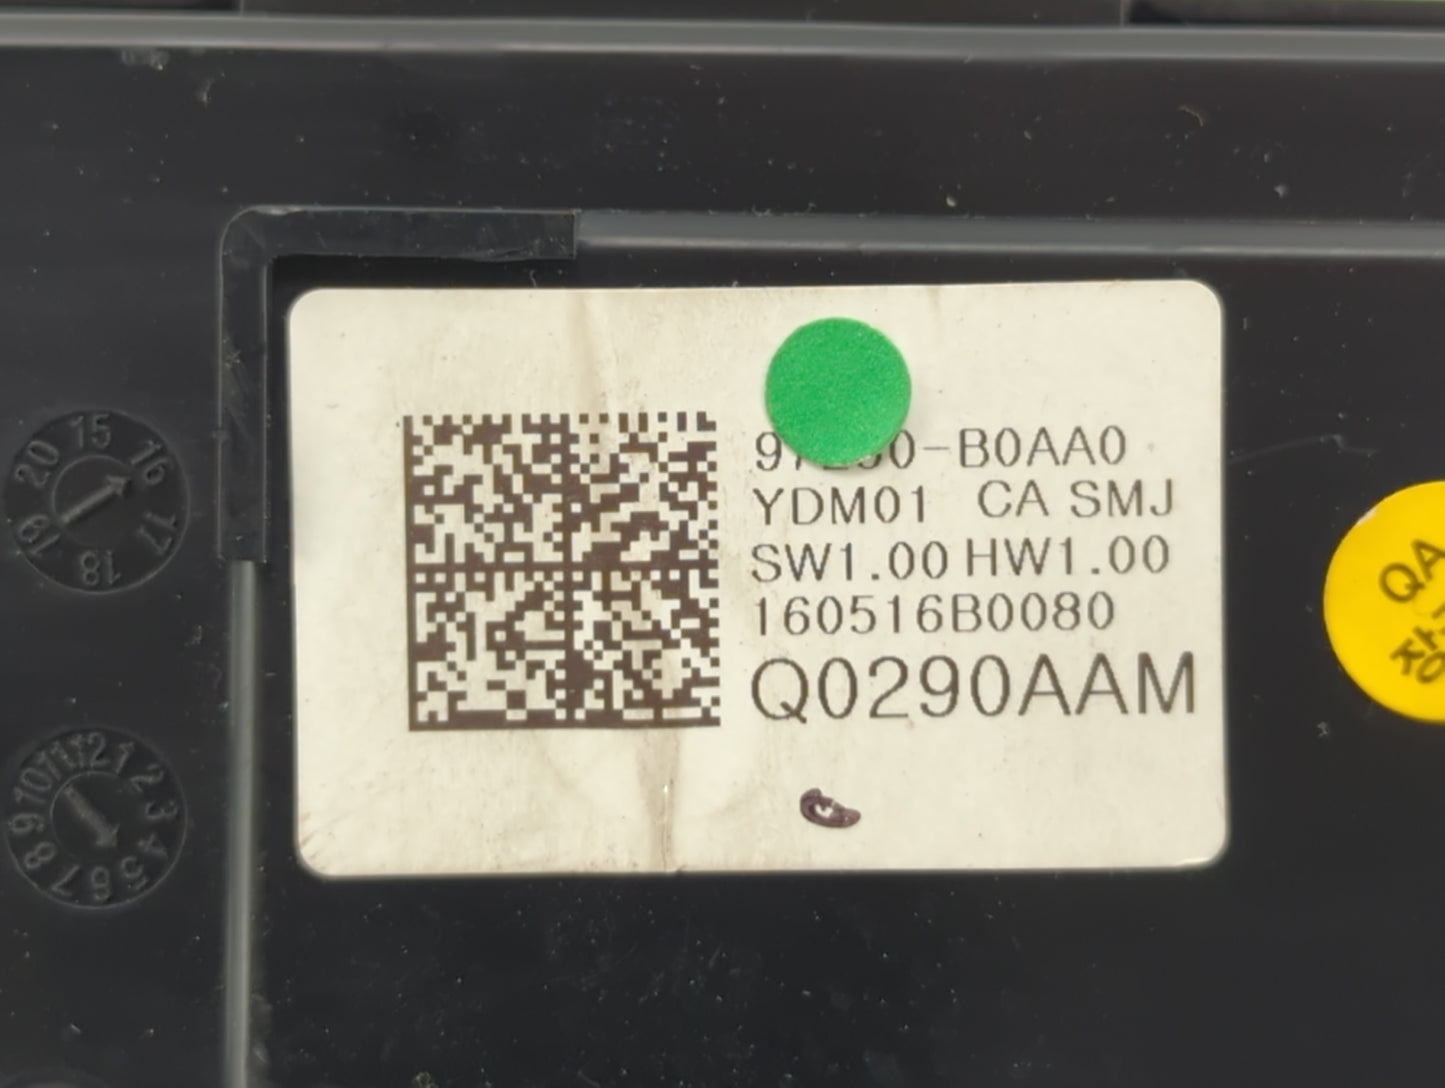 -B0AA0
YDM01 CA SMJ
SW1.00 HW1.00
160516B0080
Q0290AAM
15 16 17 18 19 20
12 1 2 3 4 5 6 7 8 9 10 11
QA